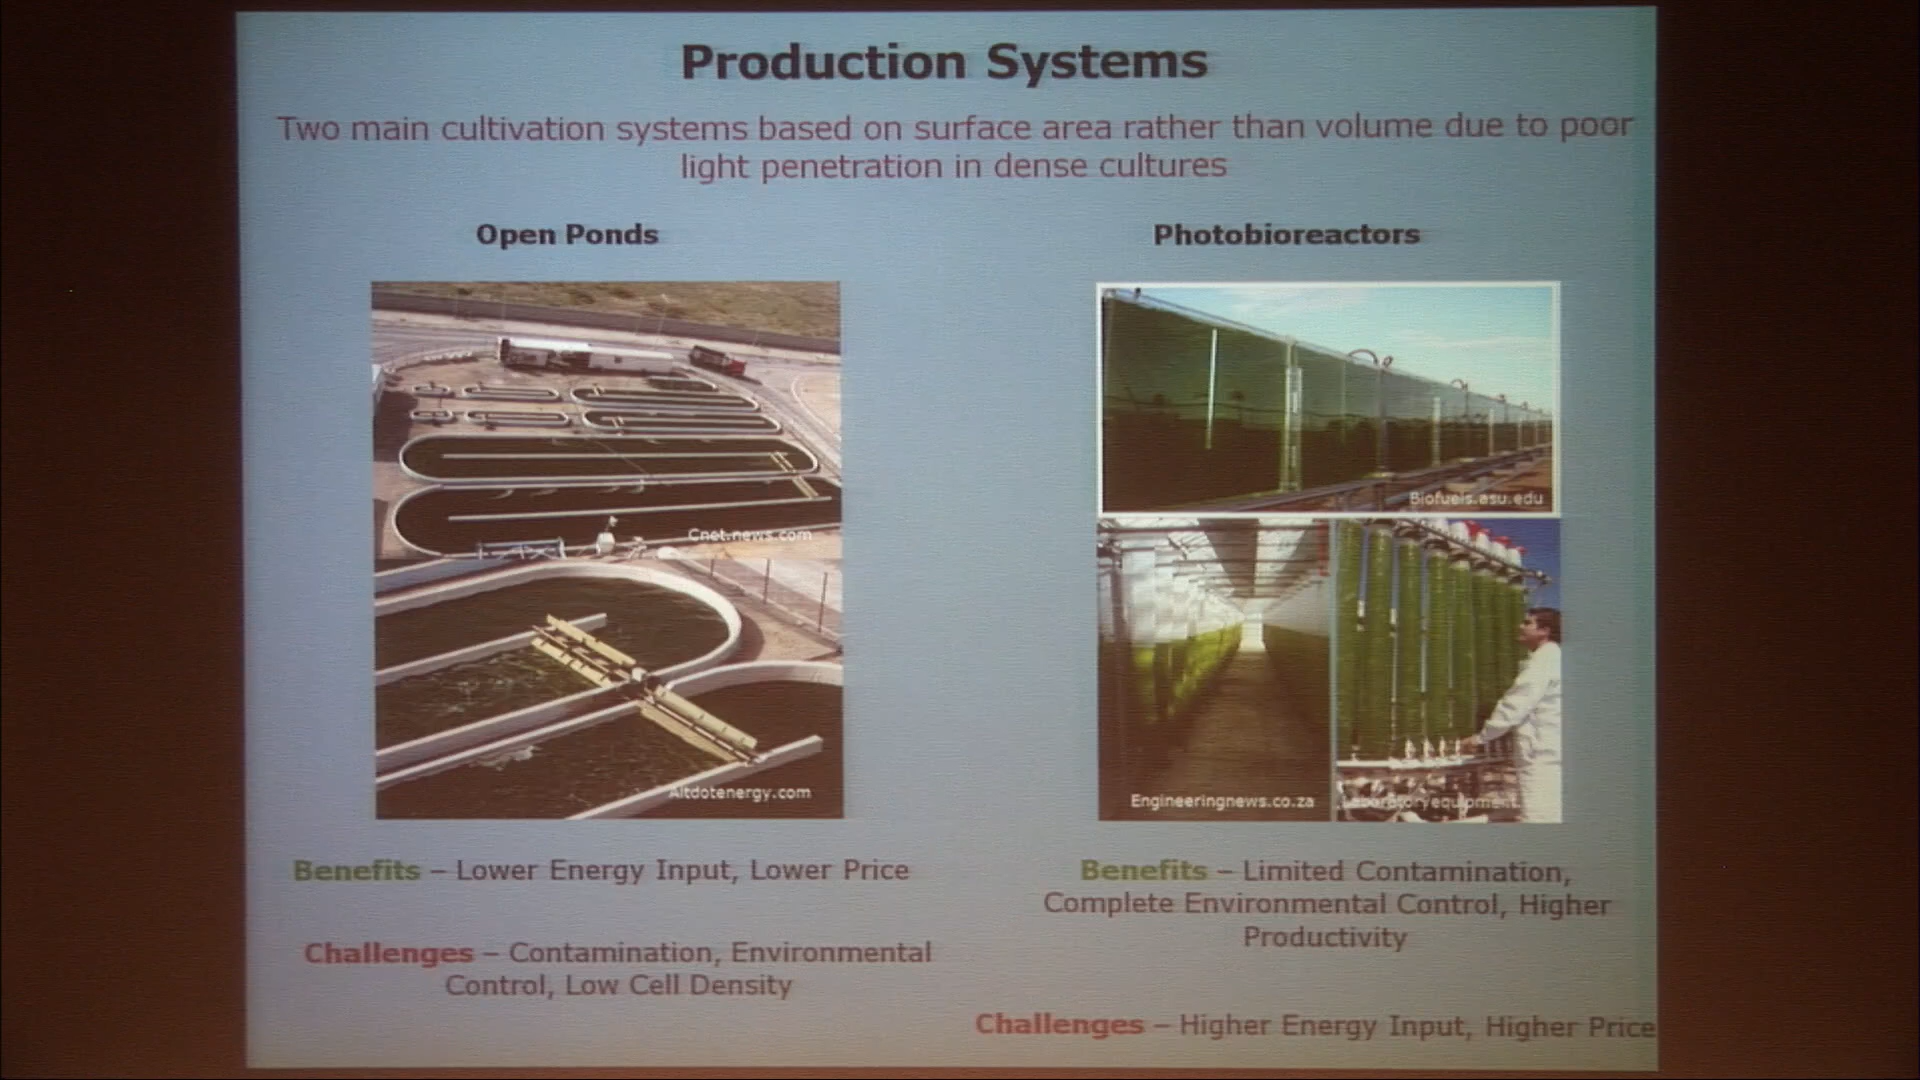 Production Systems
Two main cultivation systems based on surface area rather than volume due to poor
light penetration in dense cultures
Open Ponds
Photobioreactors
Cnet.news.com
Altdotenergy.com
Biofuels.asu.edu
Engineeringnews.co.za
Laboratoryequipment.
Benefits – Lower Energy Input, Lower Price
Challenges – Contamination, Environmental
Control, Low Cell Density
Benefits – Limited Contamination,
Complete Environmental Control, Higher
Productivity
Challenges – Higher Energy Input, Higher Price